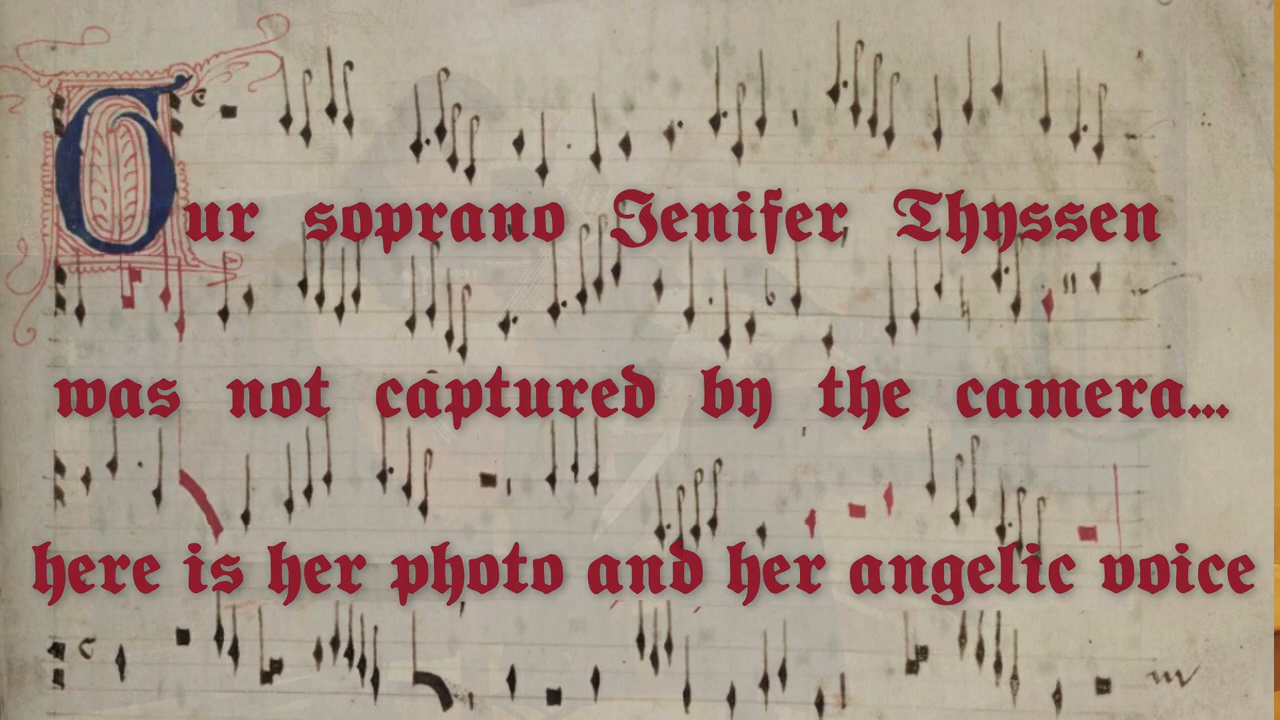 Our soprano Jenifer Thyssen
was not captured by the camera...
here is her photo and her angelic voice